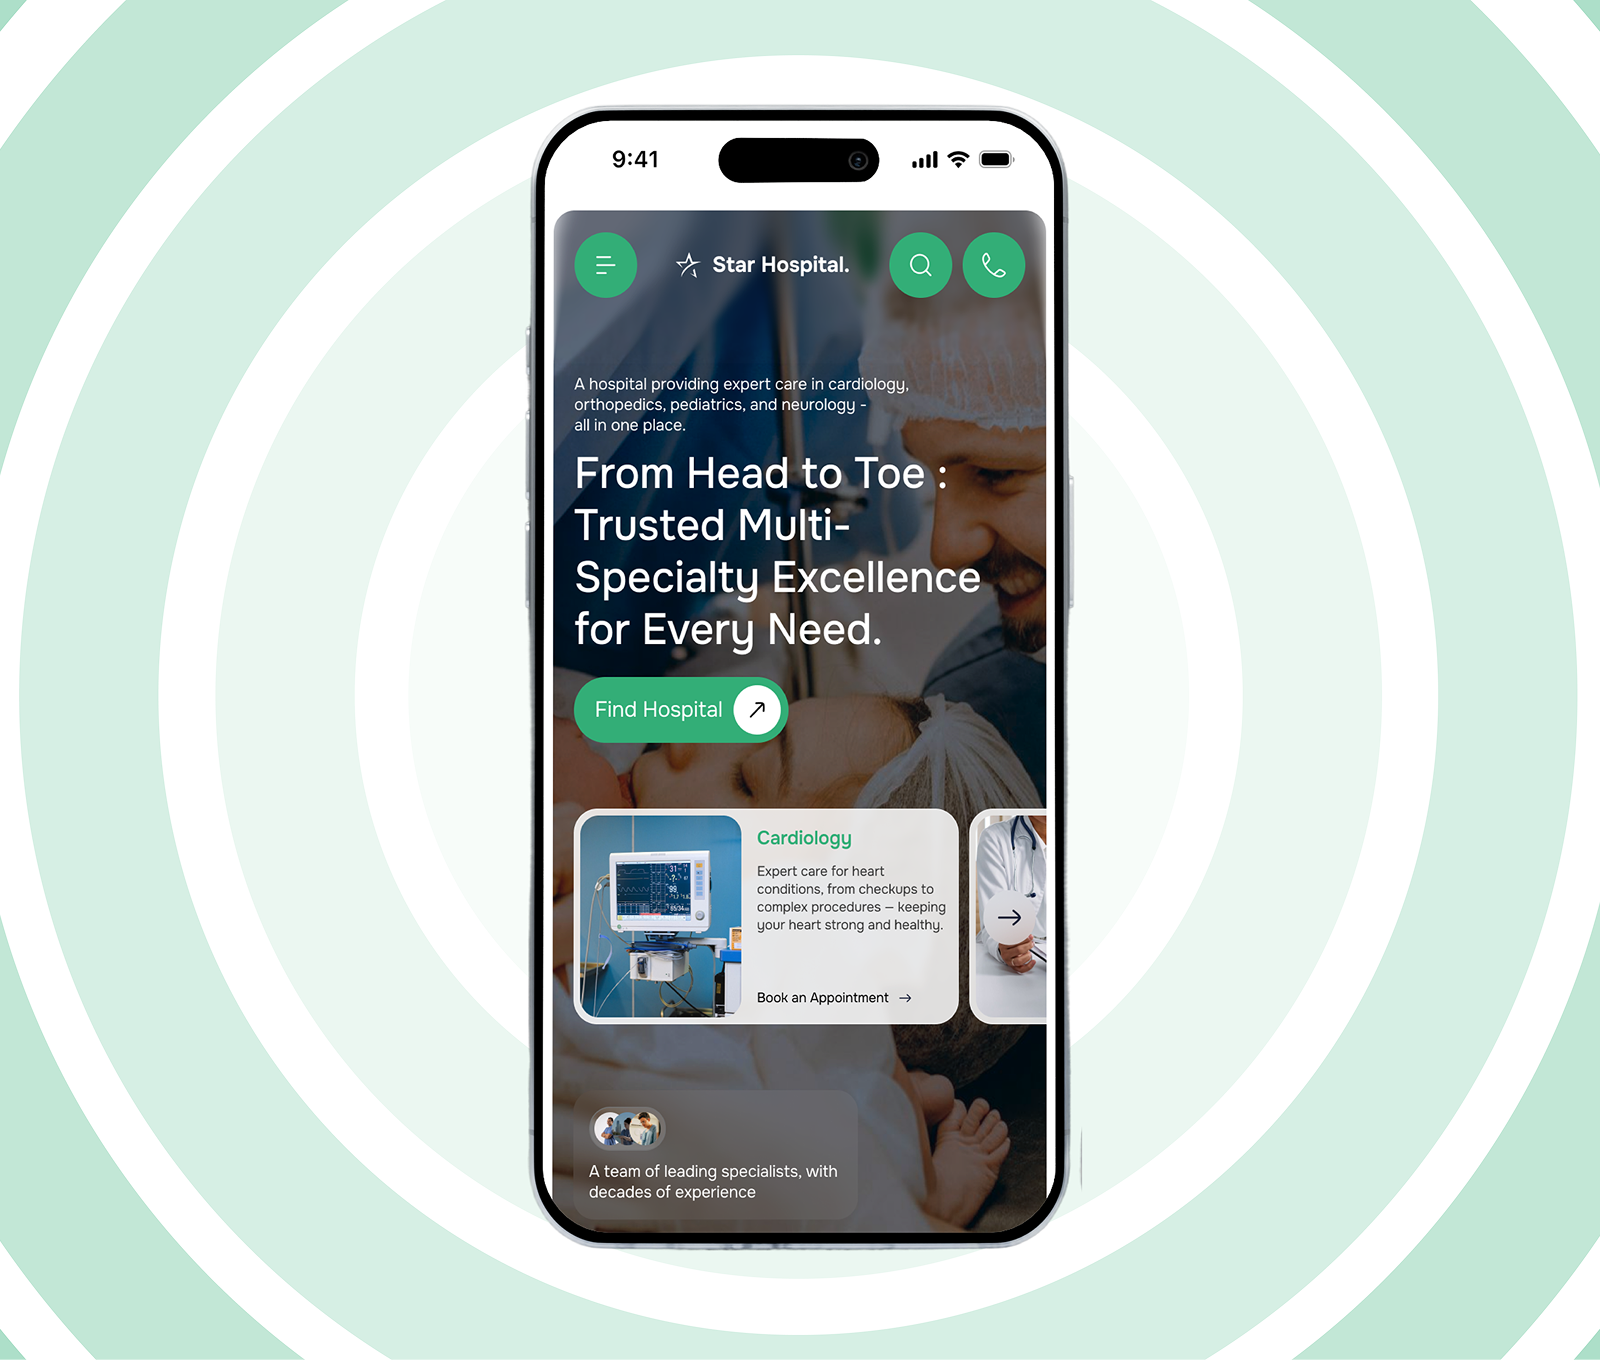 9:41
Star Hospital.
A hospital providing expert care in cardiology,
orthopedics, pediatrics, and neurology -
all in one place.
From Head to Toe :
Trusted Multi-
Specialty Excellence
for Every Need.
Find Hospital
Cardiology
Expert care for heart
conditions, from checkups to
complex procedures – keeping
your heart strong and healthy.
Book an Appointment
A team of leading specialists, with
decades of experience